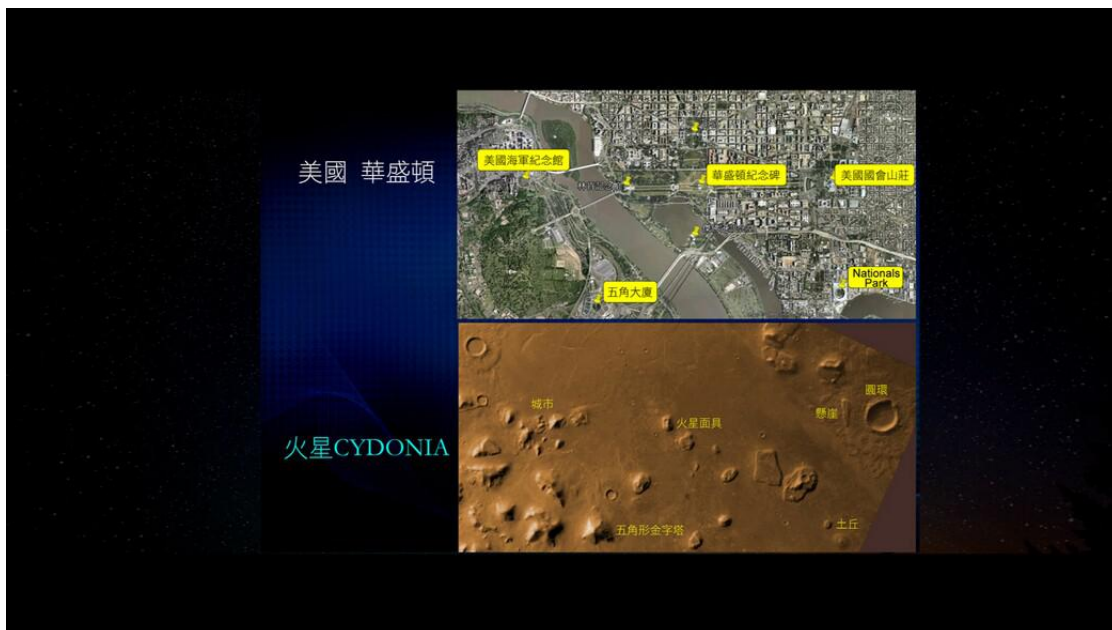 美國 華盛頓
美國海軍紀念館
華盛頓紀念碑
美國國會山莊
Nationals
Park
五角大廈
火星CYDONIA
圓環
城市
懸崖
火星面具
土丘
五角形金字塔